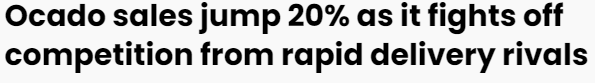 Ocado sales jump 20% as it fights off
competition from rapid delivery rivals